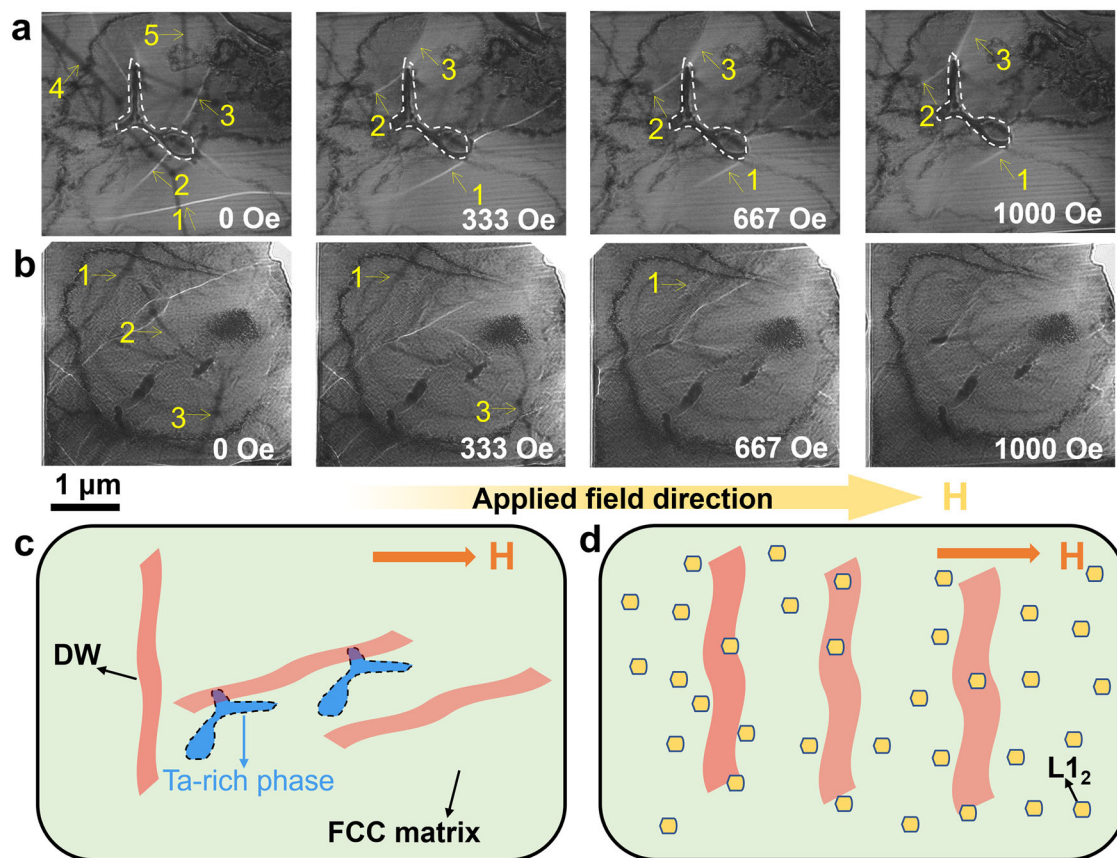 a
5
4
3
2
1
0 Oe
3
2
1
333 Oe
3
2
1
667 Oe
3
2
1
1000 Oe
b
1
2
3
0 Oe
1
3
333 Oe
1
667 Oe
1000 Oe
1 μm
Applied field direction
H
c
H
DW
Ta-rich phase
FCC matrix
d
H
L1₂